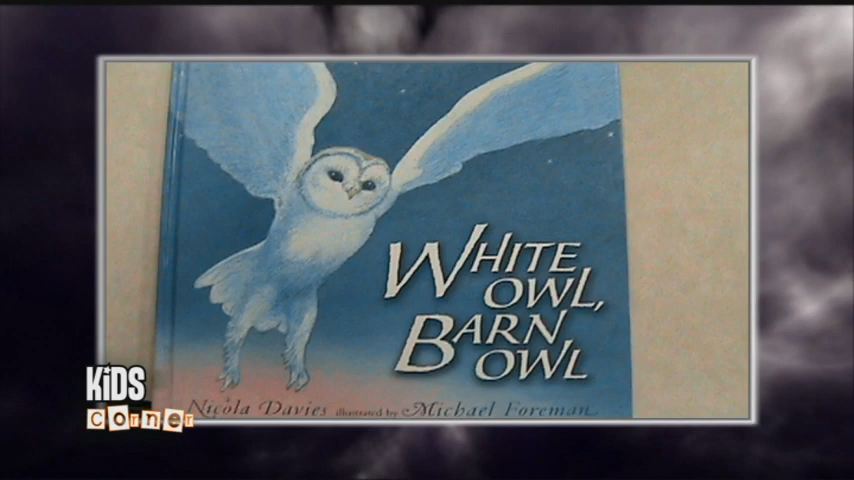 WHITE
OWL,
BARN
OWL
KiDS
Corner
Nicola Davies illustrated by Michael Foreman